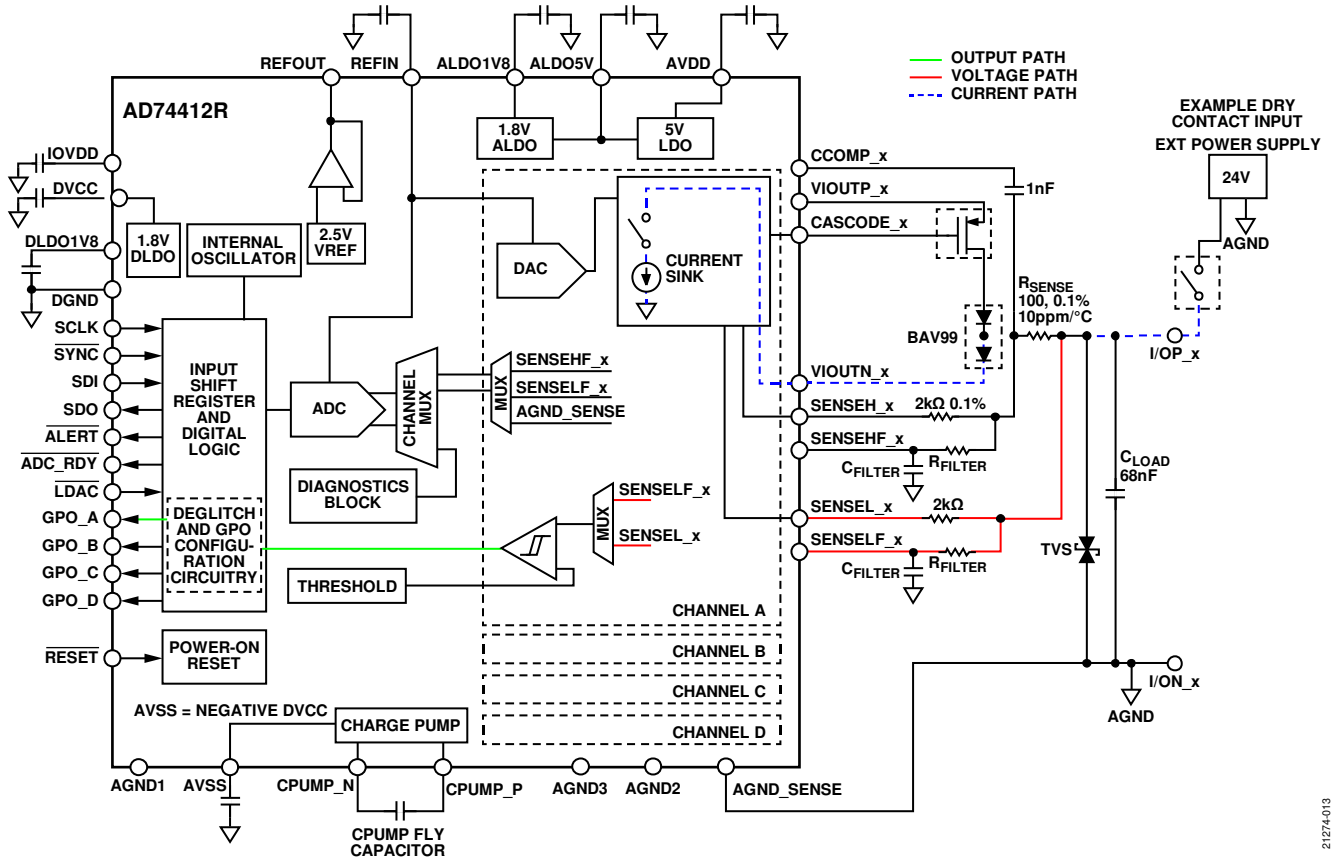 REFOUT
REFIN
ALDO1V8
ALDO5V
AVDD
OUTPUT PATH
VOLTAGE PATH
CURRENT PATH
EXAMPLE DRY
CONTACT INPUT
EXT POWER SUPPLY
24V
AGND
AD74412R
IOVDD
DVCC
DLDO1V8
DGND
1.8V
DLDO
INTERNAL
OSCILLATOR
2.5V
VREF
1.8V
ALDO
5V
LDO
CCOMP_x
VIOUTP_x
CASCODE_x
1nF
DAC
CURRENT
SINK
RSENSE
100, 0.1%
10ppm/°C
BAV99
I/OP_x
VIOUTN_x
SCLK
SYNC
SDI
SDO
ALERT
ADC_RDY
LDAC
GPO_A
GPO_B
GPO_C
GPO_D
RESET
INPUT
SHIFT
REGISTER
AND
DIGITAL
LOGIC
DEGLITCH
AND GPO
CONFIGU-
RATION
CIRCUITRY
POWER-ON
RESET
ADC
CHANNEL
MUX
MUX
SENSEHF_x
SENSELF_x
AGND_SENSE
DIAGNOSTICS
BLOCK
THRESHOLD
MUX
SENSELF_x
SENSEL_x
SENSEH_x
2kΩ 0.1%
SENSEHF_x
CFILTER
RFILTER
SENSEL_x
2kΩ
SENSELF_x
CFILTER
RFILTER
TVS
CLOAD
68nF
CHANNEL A
CHANNEL B
CHANNEL C
CHANNEL D
I/ON_x
AGND
AVSS = NEGATIVE DVCC
CHARGE PUMP
AGND1
AVSS
CPUMP_N
CPUMP_P
AGND3
AGND2
AGND_SENSE
CPUMP FLY
CAPACITOR
21274-013